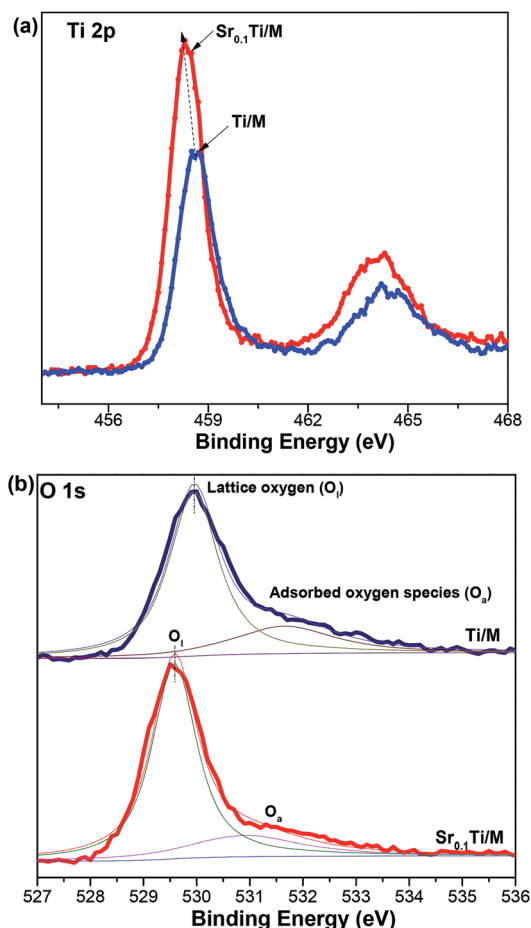 (a)
Ti 2p
Sr0.1Ti/M
Ti/M
456 459 462 465 468
Binding Energy (eV)
(b)
O 1s
Lattice oxygen (Ol)
Adsorbed oxygen species (Oa)
Ti/M
Ol
Oa
Sr0.1Ti/M
527 528 529 530 531 532 533 534 535 536
Binding Energy (eV)